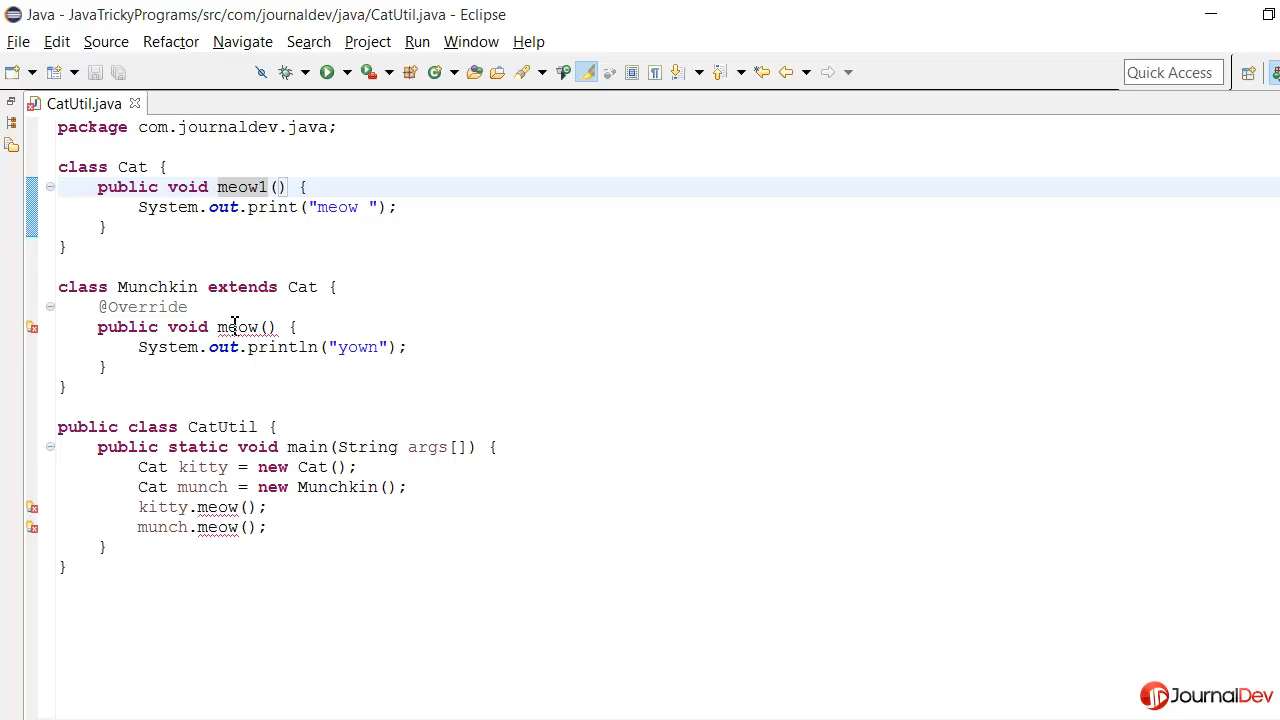 Java - JavaTrickyPrograms/src/com/journaldev/java/CatUtil.java - Eclipse
File Edit Source Refactor Navigate Search Project Run Window Help
Quick Access
CatUtil.java
package com.journaldev.java;
class Cat {
public void meow1() {
System.out.print("meow ");
}
}
class Munchkin extends Cat {
@Override
public void meow() {
System.out.println("yown");
}
}
public class CatUtil {
public static void main(String args[]) {
Cat kitty = new Cat();
Cat munch = new Munchkin();
kitty.meow();
munch.meow();
}
}
JournalDev